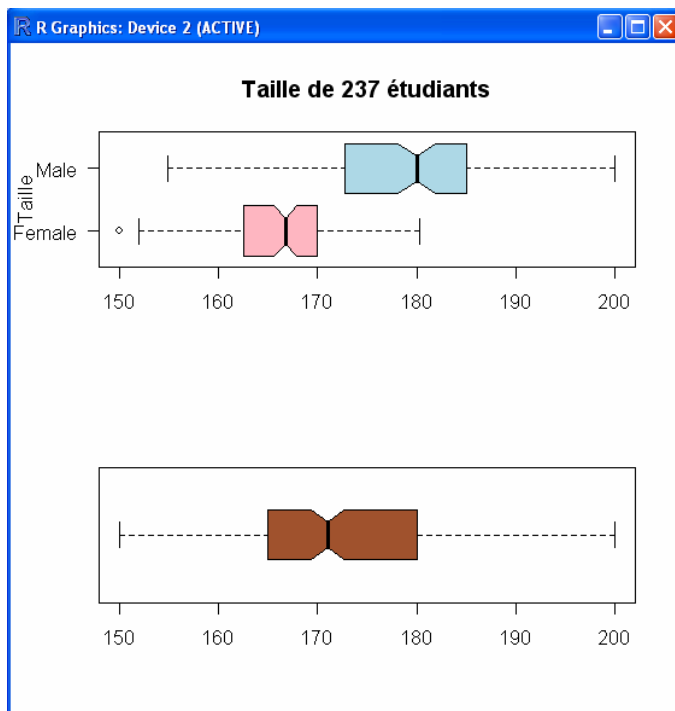 R Graphics: Device 2 (ACTIVE)
Taille de 237 étudiants
Taille
Male
Female
150 160 170 180 190 200
150 160 170 180 190 200